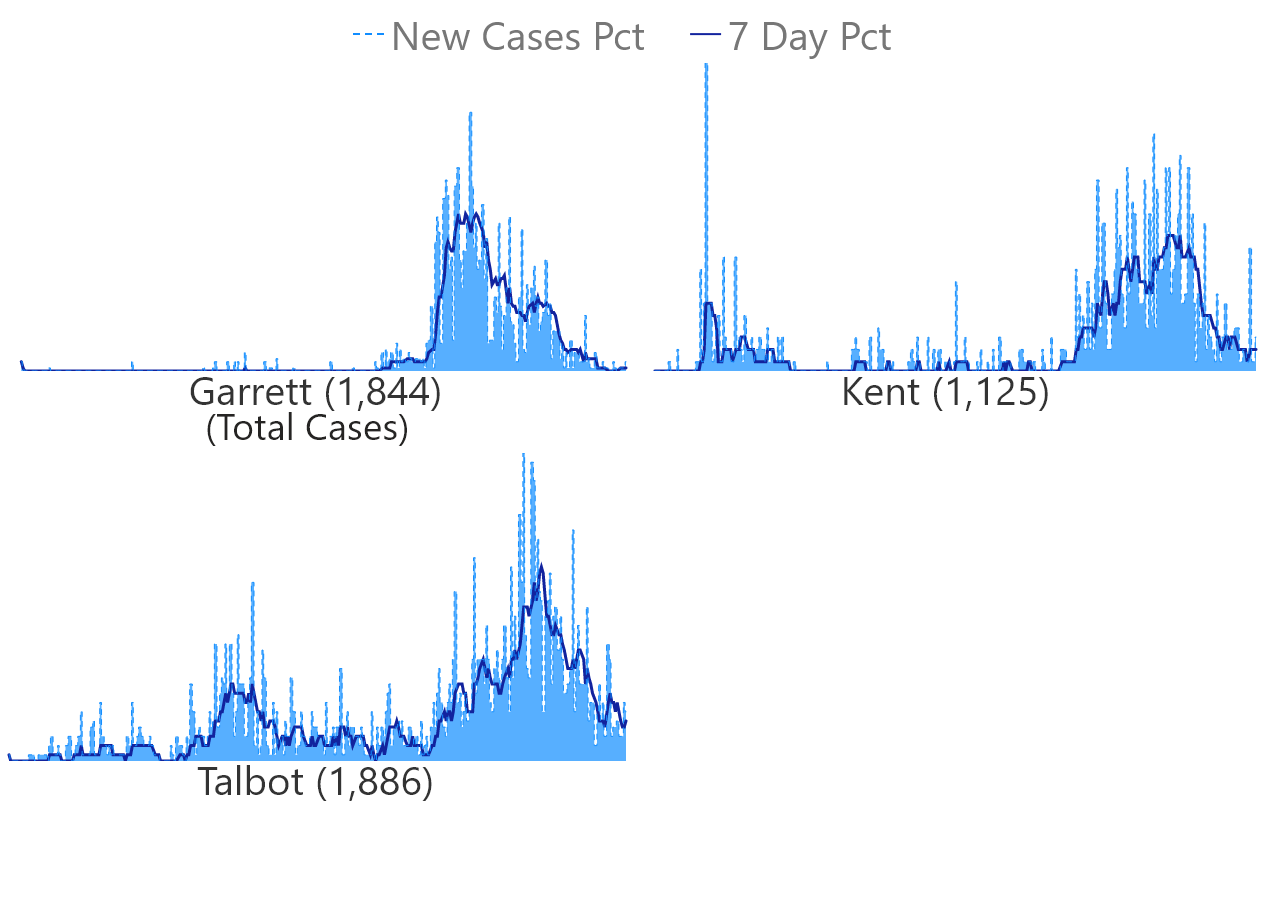 New Cases Pct 7 Day Pct
Garrett (1,844)
(Total Cases)
Kent (1,125)
Talbot (1,886)